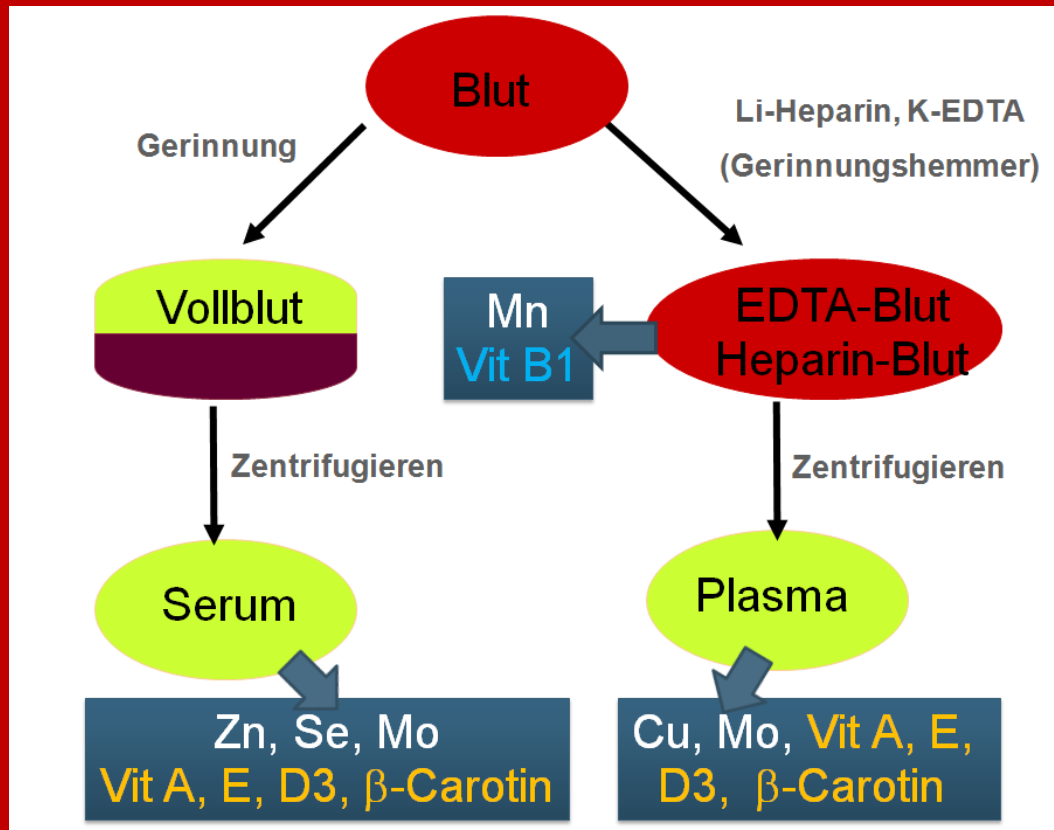 Blut
Gerinnung
Li-Heparin, K-EDTA
(Gerinnungshemmer)
Vollblut
Mn
Vit B1
EDTA-Blut
Heparin-Blut
Zentrifugieren
Zentrifugieren
Serum
Plasma
Zn, Se, Mo
Vit A, E, D3, β-Carotin
Cu, Mo, Vit A, E,
D3, β-Carotin